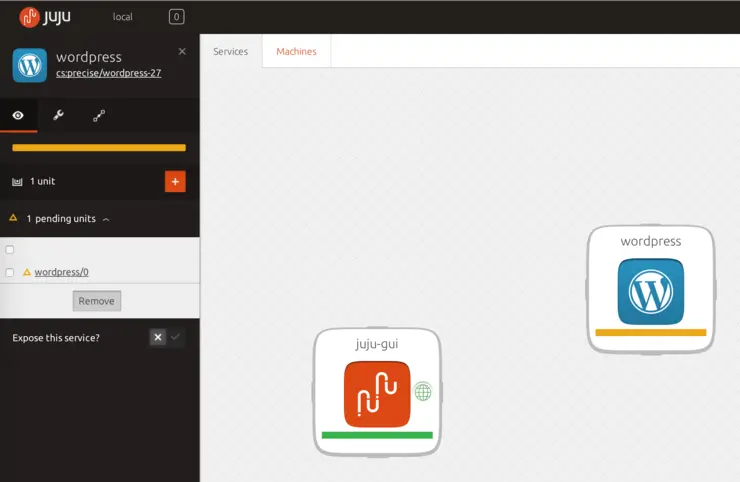 juju local 0
wordpress
cs:precise/wordpress-27
Services Machines
1 unit
1 pending units
wordpress/0
Remove
Expose this service?
wordpress
juju-gui